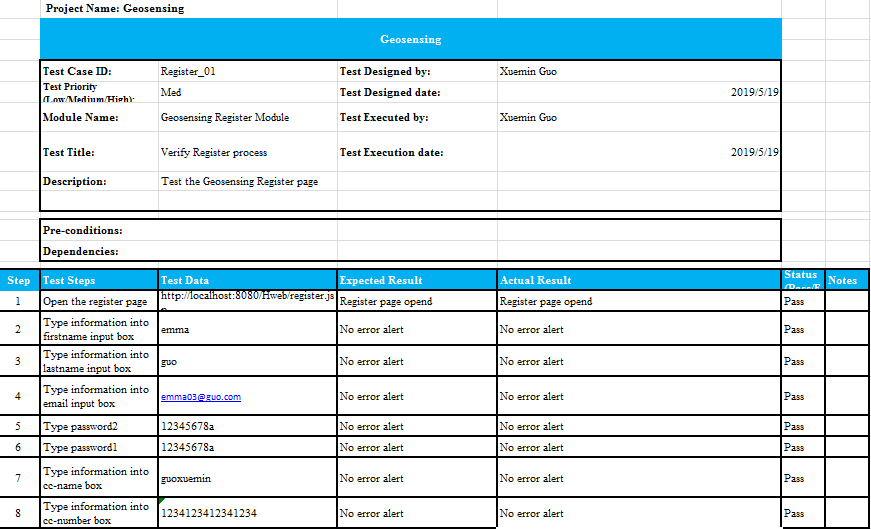 Project Name: Geosensing
Geosensing
Test Case ID: Register_01 Test Designed by: Xuemin Guo
Test Priority
(Low/Medium/High): Med Test Designed date: 2019/5/19
Module Name: Geosensing Register Module Test Executed by: Xuemin Guo
Test Title: Verify Register process Test Execution date: 2019/5/19
Description: Test the Geosensing Register page
Pre-conditions:
Dependencies:
Step Test Steps Test Data Expected Result Actual Result Status Notes
1 Open the register page http://localhost:8080/Hweb/register.js Register page opend Register page opend Pass
2 Type information into
firstname input box emma No error alert No error alert Pass
3 Type information into
lastname input box guo No error alert No error alert Pass
4 Type information into
email input box emma03@guo.com No error alert No error alert Pass
5 Type password2 12345678a No error alert No error alert Pass
6 Type password1 12345678a No error alert No error alert Pass
7 Type information into
cc-name box guoxuemin No error alert No error alert Pass
8 Type information into
cc-number box 1234123412341234 No error alert No error alert Pass